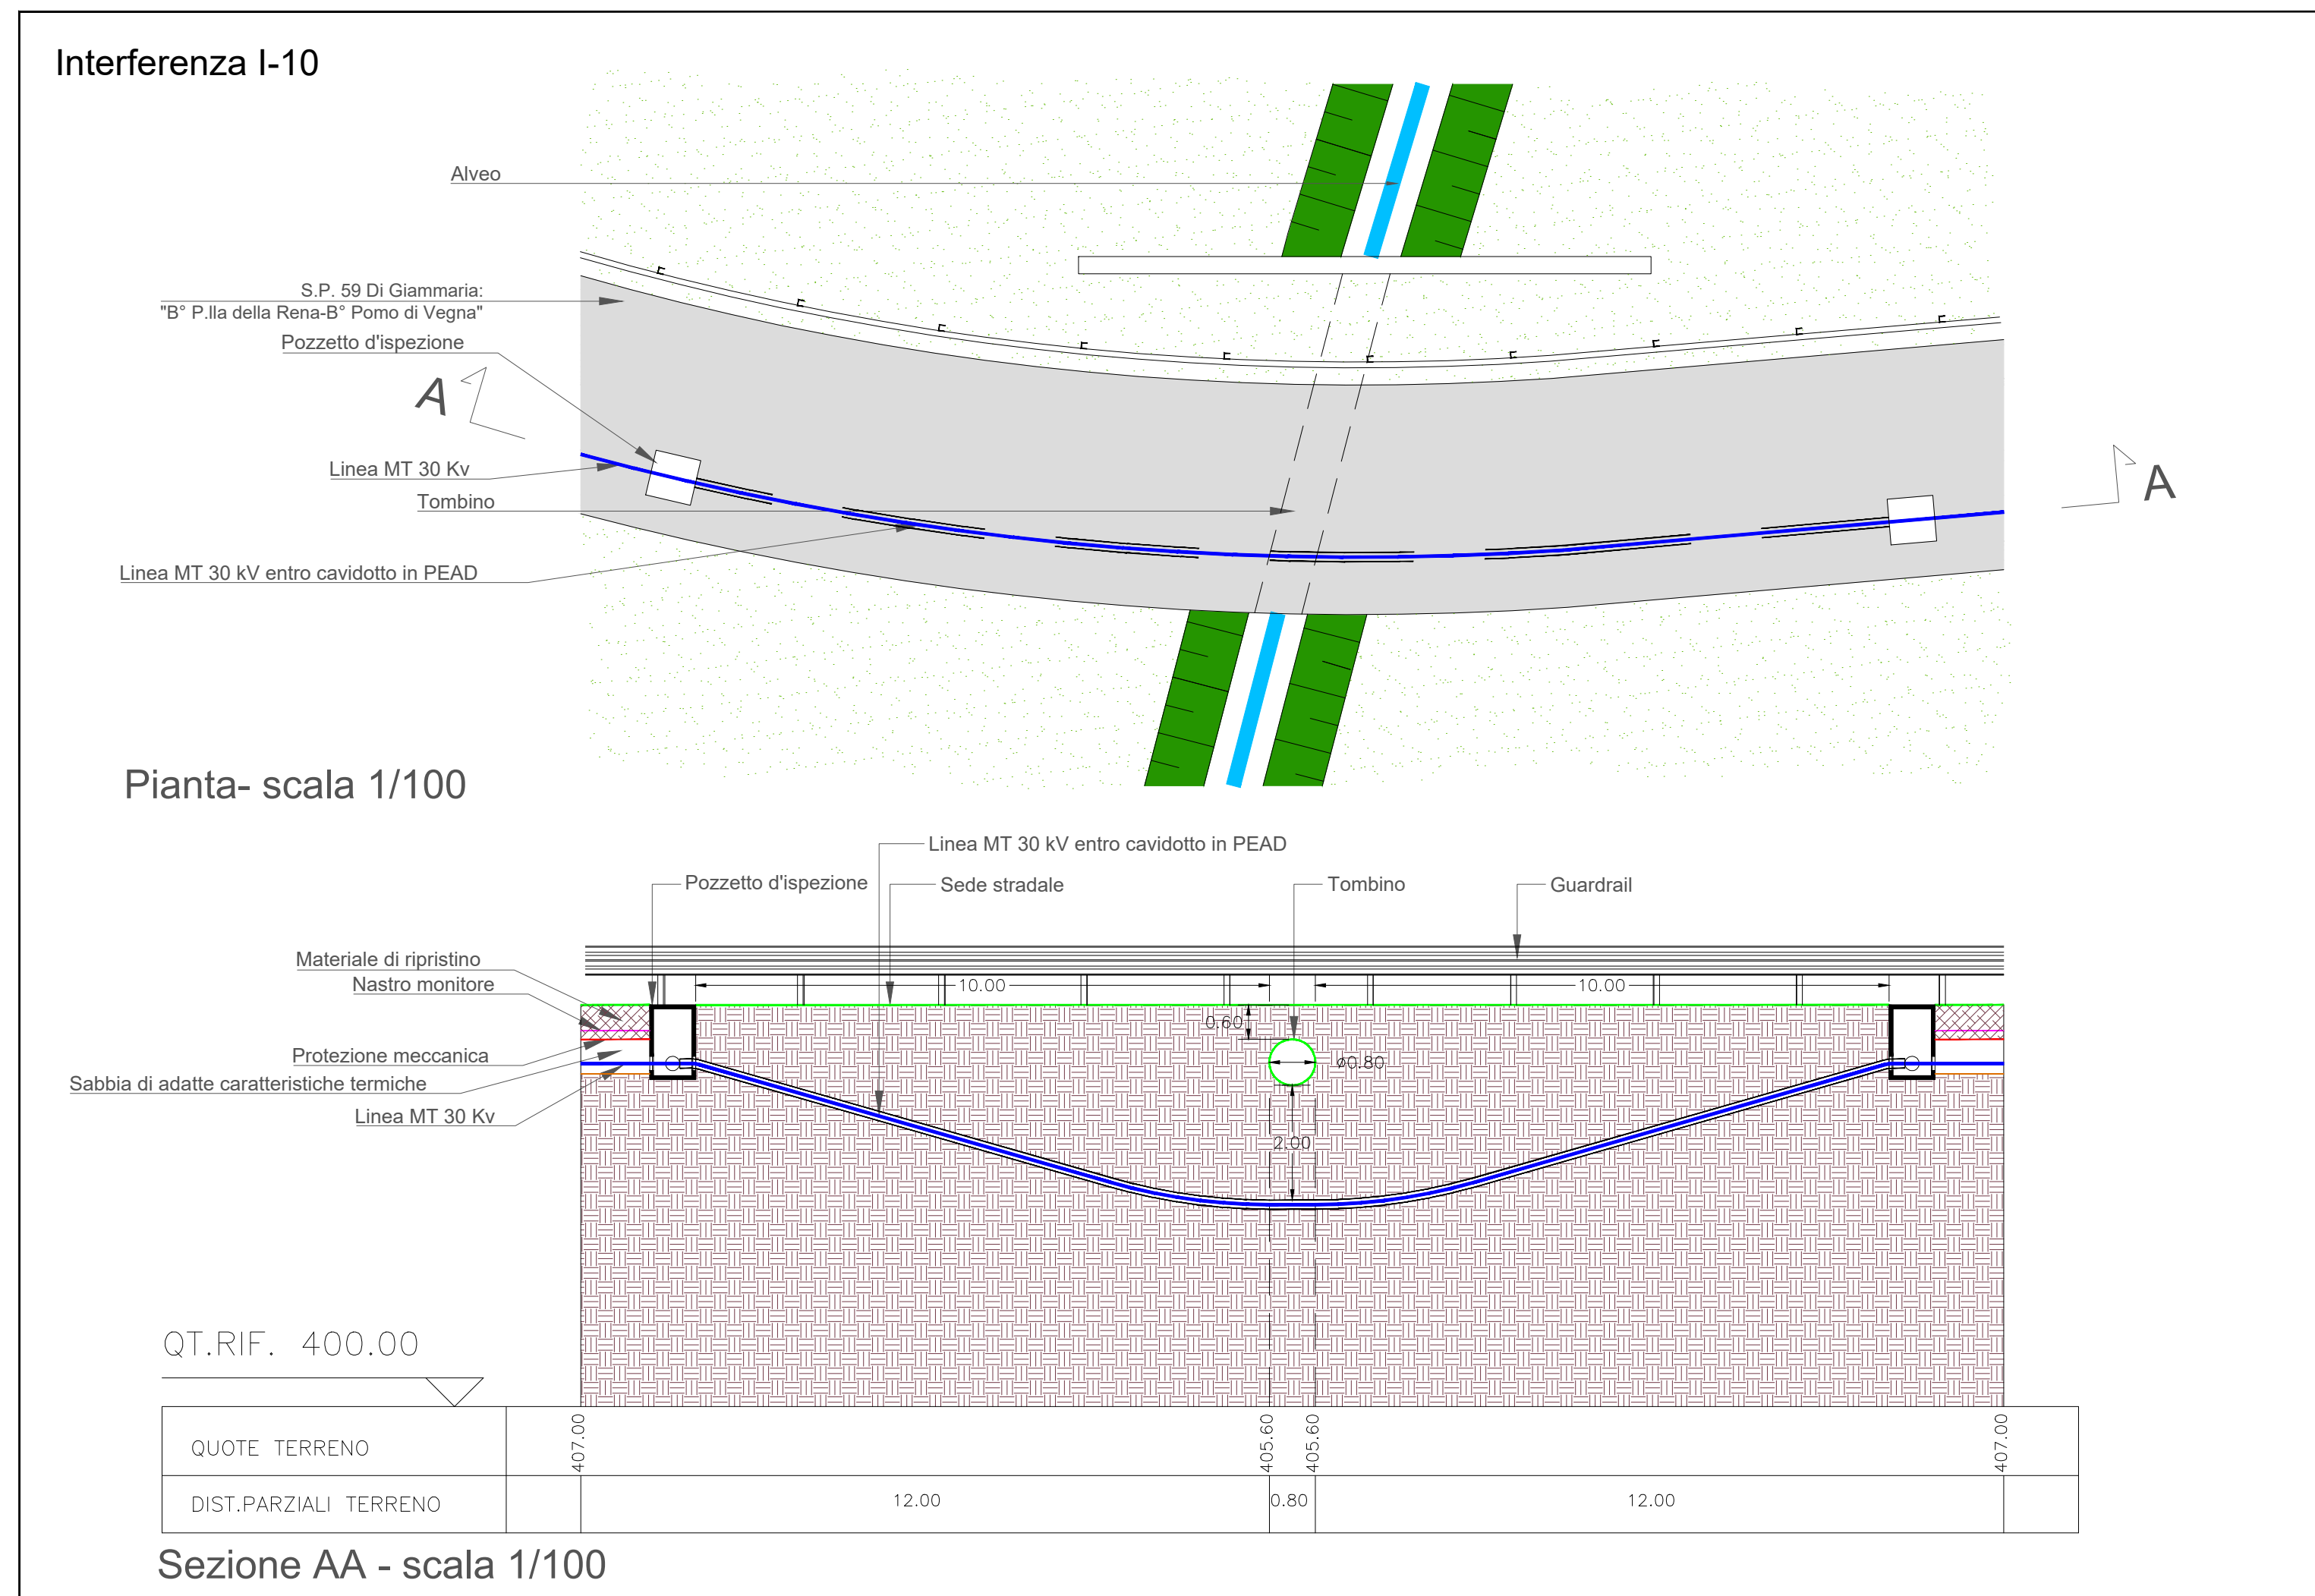 Interferenza I-10
Alveo
S.P. 59 Di Giammaria:
"B° P.lla della Rena-B° Pomo di Vegna"
Pozzetto d'ispezione
A
Linea MT 30 Kv
A
Tombino
Linea MT 30 kV entro cavidotto in PEAD
Pianta- scala 1/100
Linea MT 30 kV entro cavidotto in PEAD
Pozzetto d'ispezione
Sede stradale
Tombino
Guardrail
Materiale di ripristino
Nastro monitore
10.00
10.00
0.60
Protezione meccanica
ø0.80
Sabbia di adatte caratteristiche termiche
Linea MT 30 Kv
2.00
QT.RIF. 400.00
QUOTE TERRENO
407.00
405.60
405.60
407.00
DIST.PARZIALI TERRENO
12.00
0.80
12.00
Sezione AA - scala 1/100